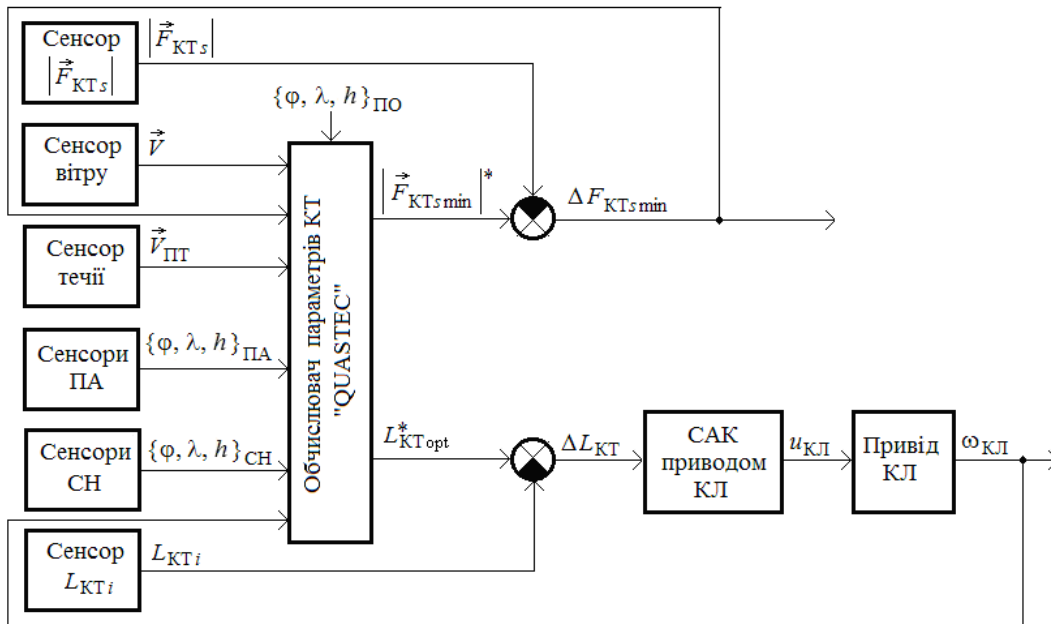 Сенсор
|F⃗КТs|
|F⃗КТs|
{φ, λ, h}ПО
Сенсор
вітру
V⃗
Сенсор
течії
V⃗ПТ
Сенсори
ПА
{φ, λ, h}ПА
Сенсори
СН
{φ, λ, h}СН
Сенсор
LКТi
LКТi
Обчислювач параметрів КТ
"QUASTEC"
|F⃗КТs min|*
ΔFКТs min
L*КТopt
ΔLКТ
САК
приводом
КЛ
uКЛ
Привід
КЛ
ωКЛ